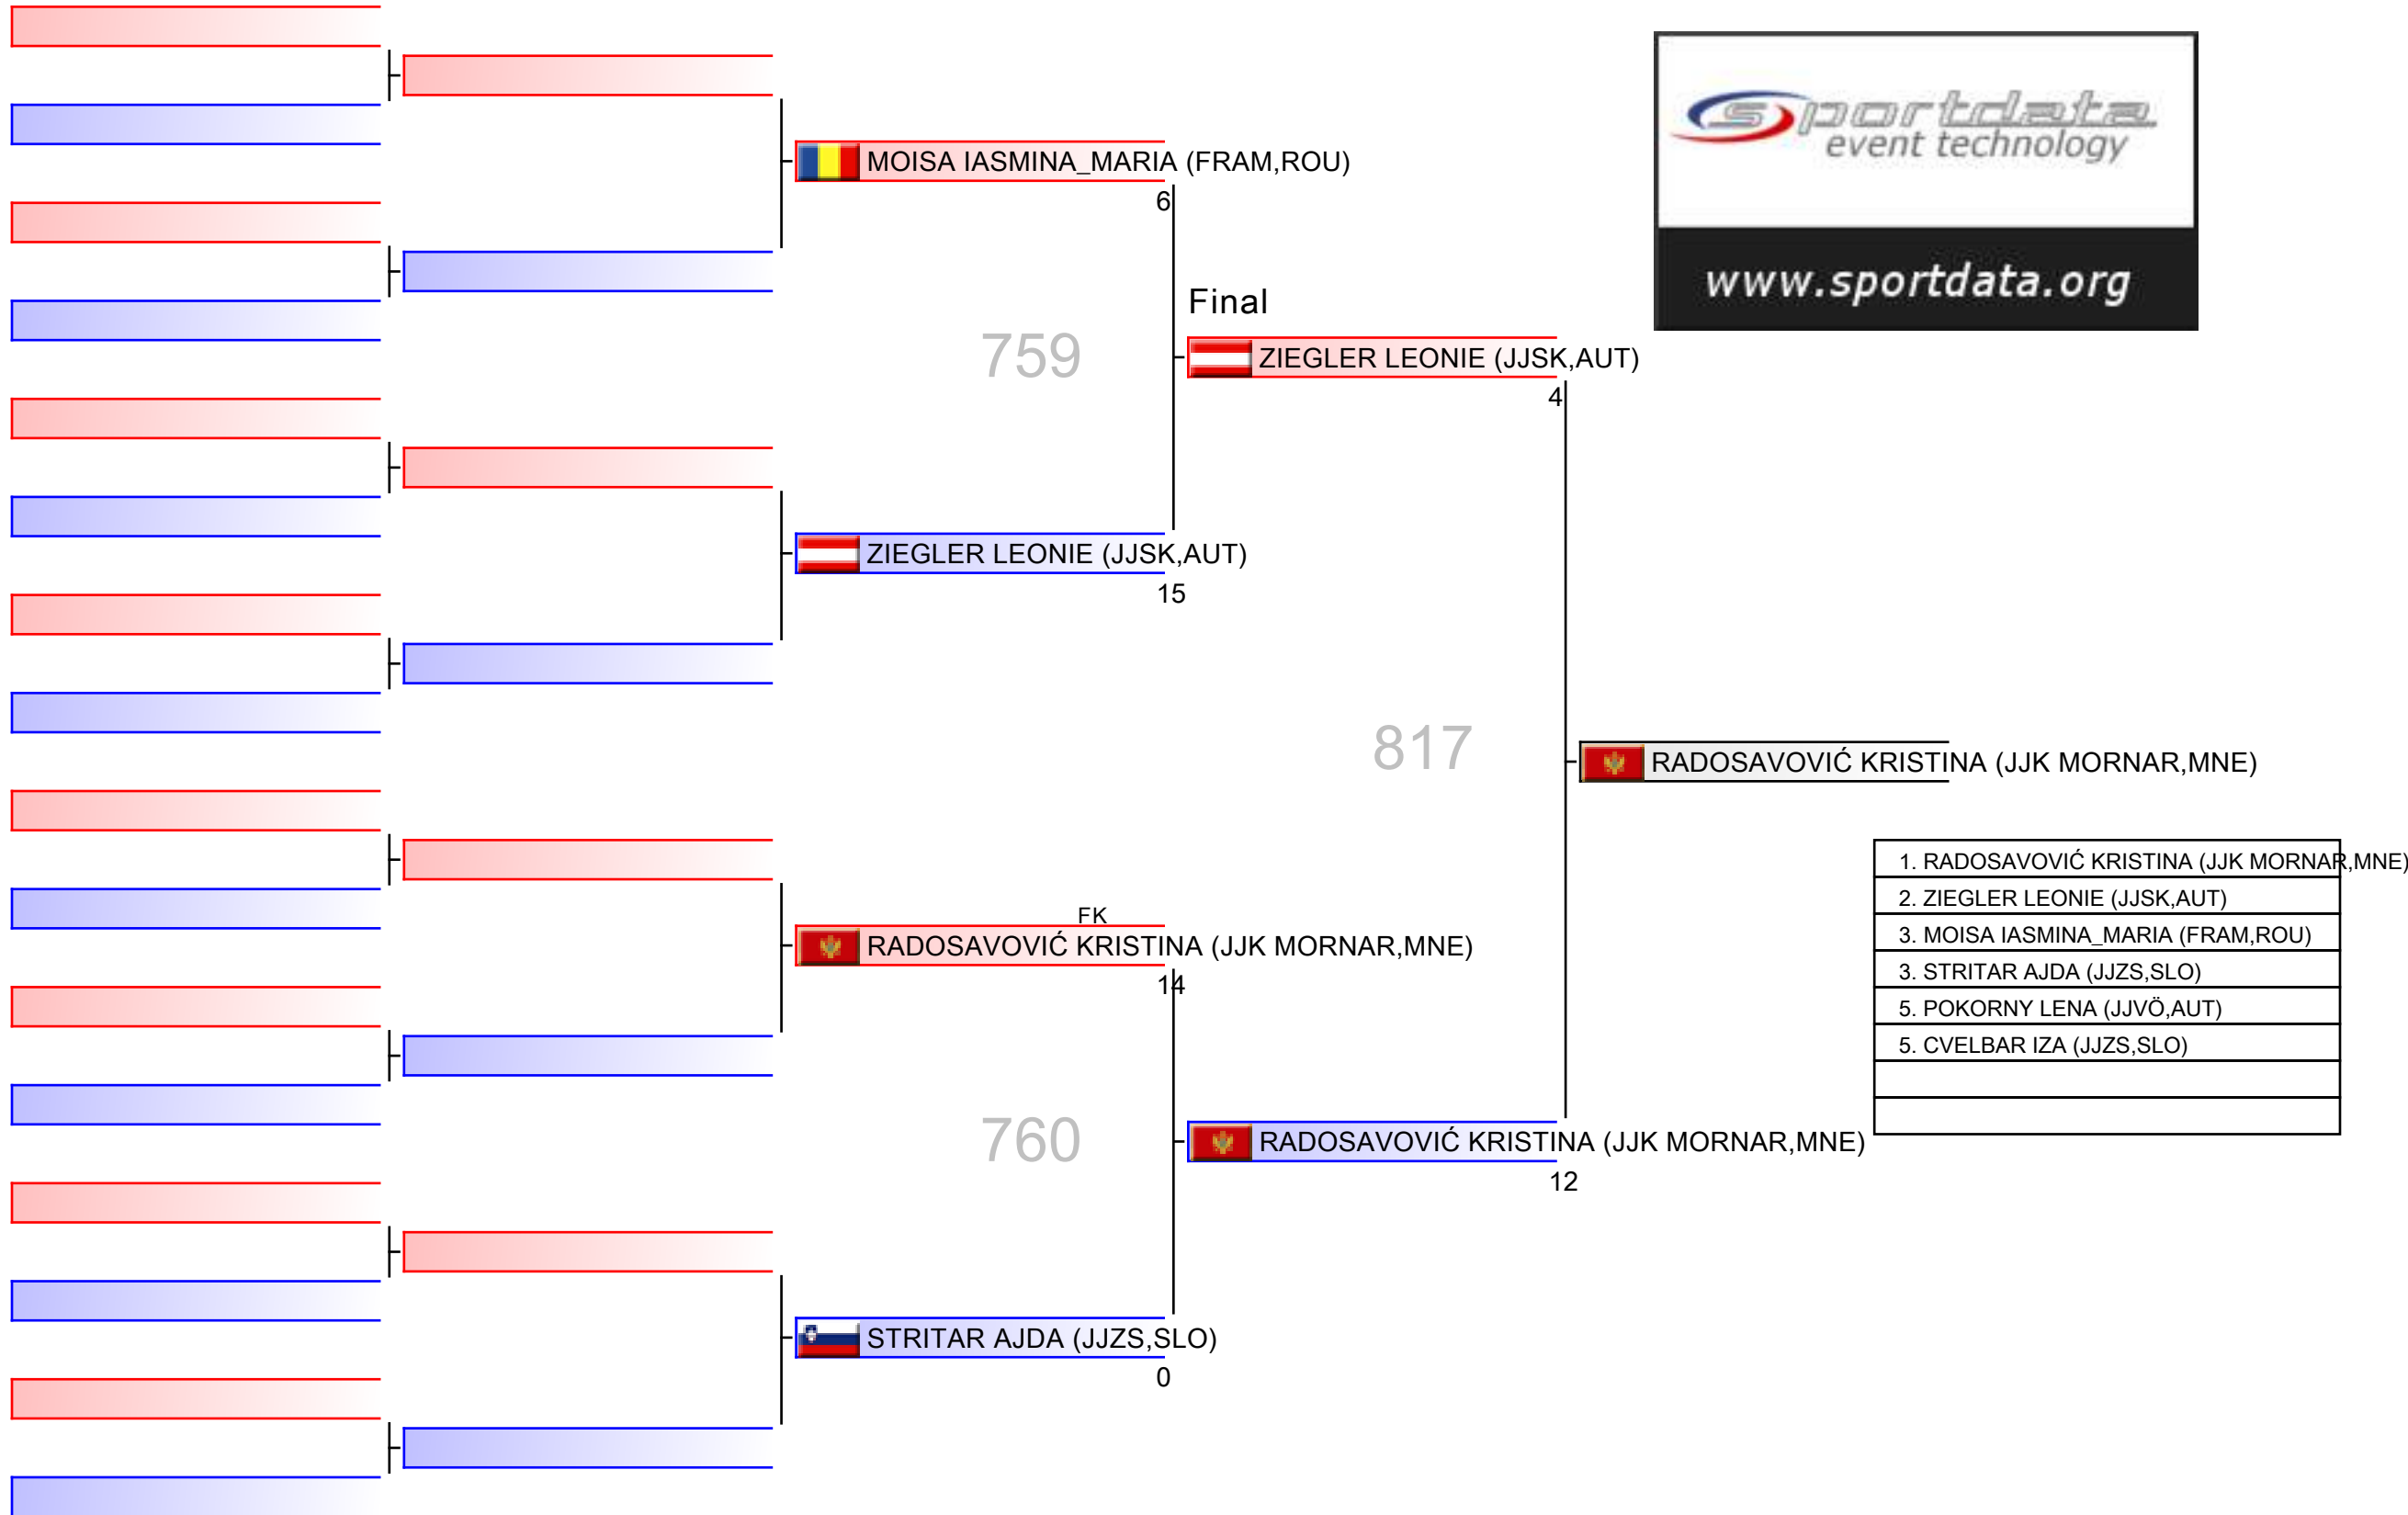 sportdata
event technology
www.sportdata.org
MOISA IASMINA_MARIA (FRAM,ROU)
6
Final
759
ZIEGLER LEONIE (JJSK,AUT)
4
ZIEGLER LEONIE (JJSK,AUT)
15
817
RADOSAVOVIĆ KRISTINA (JJK MORNAR,MNE)
1. RADOSAVOVIĆ KRISTINA (JJK MORNAR,MNE)
2. ZIEGLER LEONIE (JJSK,AUT)
3. MOISA IASMINA_MARIA (FRAM,ROU)
3. STRITAR AJDA (JJZS,SLO)
5. POKORNY LENA (JJVÖ,AUT)
5. CVELBAR IZA (JJZS,SLO)
FK
RADOSAVOVIĆ KRISTINA (JJK MORNAR,MNE)
14
760
RADOSAVOVIĆ KRISTINA (JJK MORNAR,MNE)
12
STRITAR AJDA (JJZS,SLO)
0